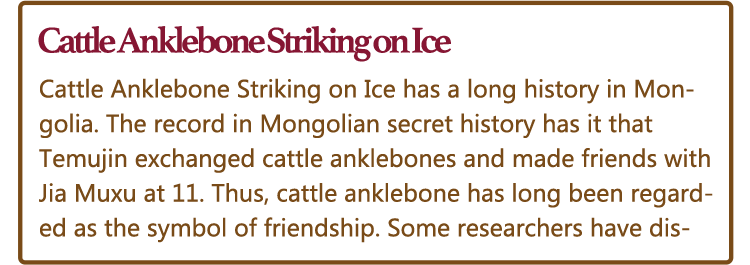 Cattle Anklebone Striking on Ice
Cattle Anklebone Striking on Ice has a long history in Mon-
golia. The record in Mongolian secret history has it that
Temujin exchanged cattle anklebones and made friends with
Jia Muxu at 11. Thus, cattle anklebone has long been regard-
ed as the symbol of friendship. Some researchers have dis-